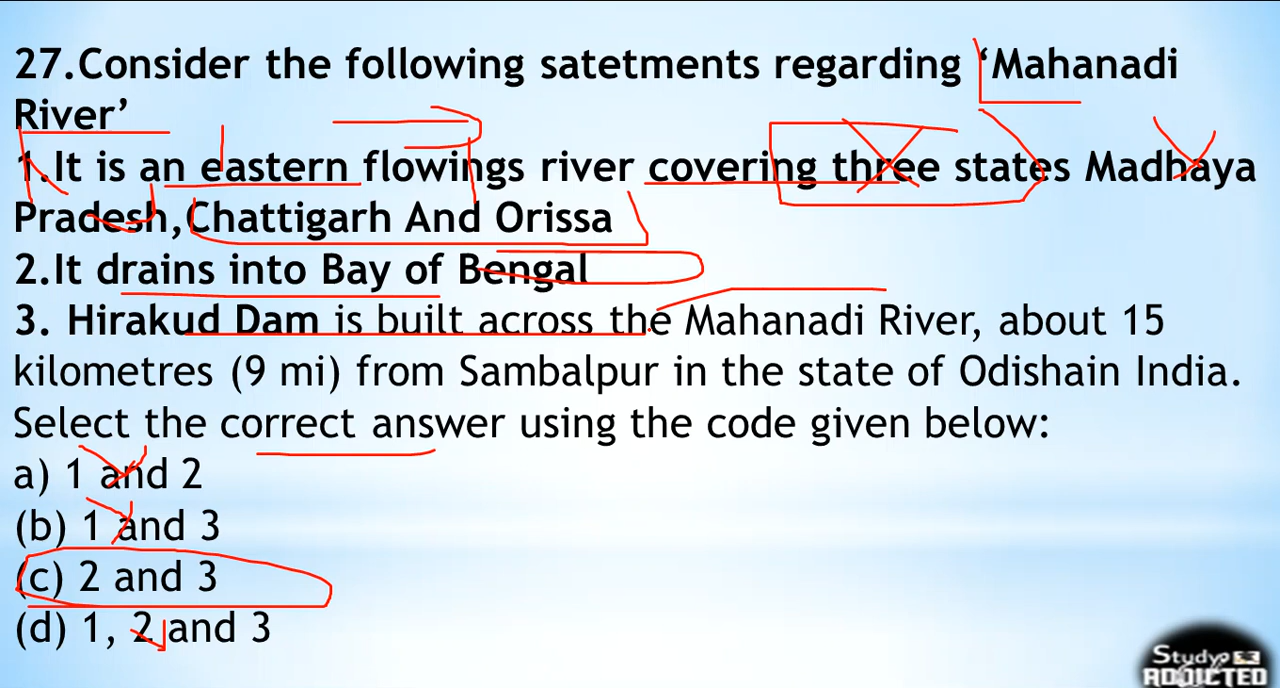 27.Consider the following satetments regarding ‘Mahanadi
River’
1.It is an eastern flowings river covering three states Madhaya
Pradesh,Chattigarh And Orissa
2.It drains into Bay of Bengal
3. Hirakud Dam is built across the Mahanadi River, about 15
kilometres (9 mi) from Sambalpur in the state of Odishain India.
Select the correct answer using the code given below:
a) 1 and 2
(b) 1 and 3
(c) 2 and 3
(d) 1, 2 and 3
Study
ADDICTED